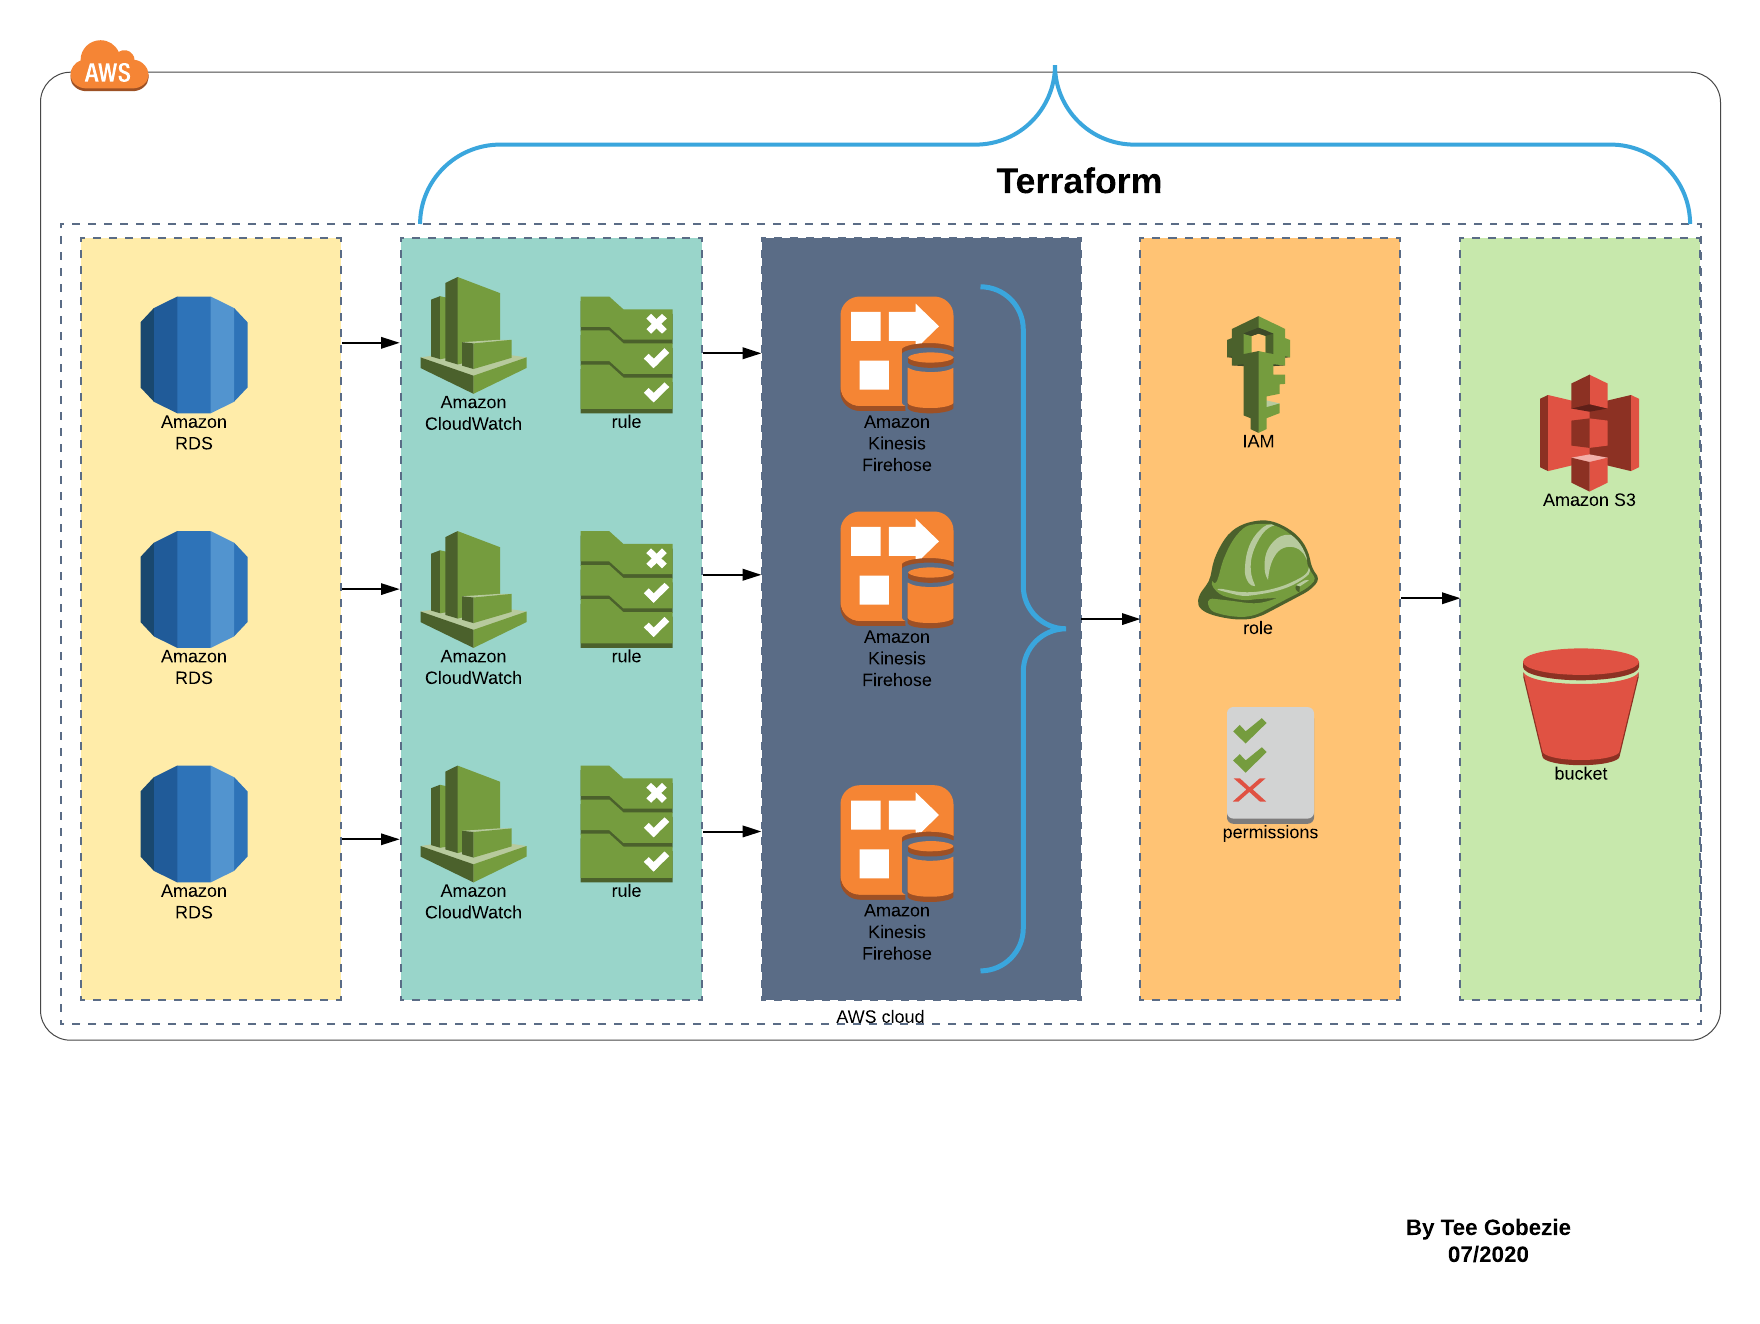 AWS
Terraform
Amazon
RDS
Amazon
CloudWatch
rule
Amazon
Kinesis
Firehose
IAM
Amazon S3
Amazon
RDS
Amazon
CloudWatch
rule
Amazon
Kinesis
Firehose
role
bucket
permissions
Amazon
RDS
Amazon
CloudWatch
rule
Amazon
Kinesis
Firehose
AWS cloud
By Tee Gobezie
07/2020